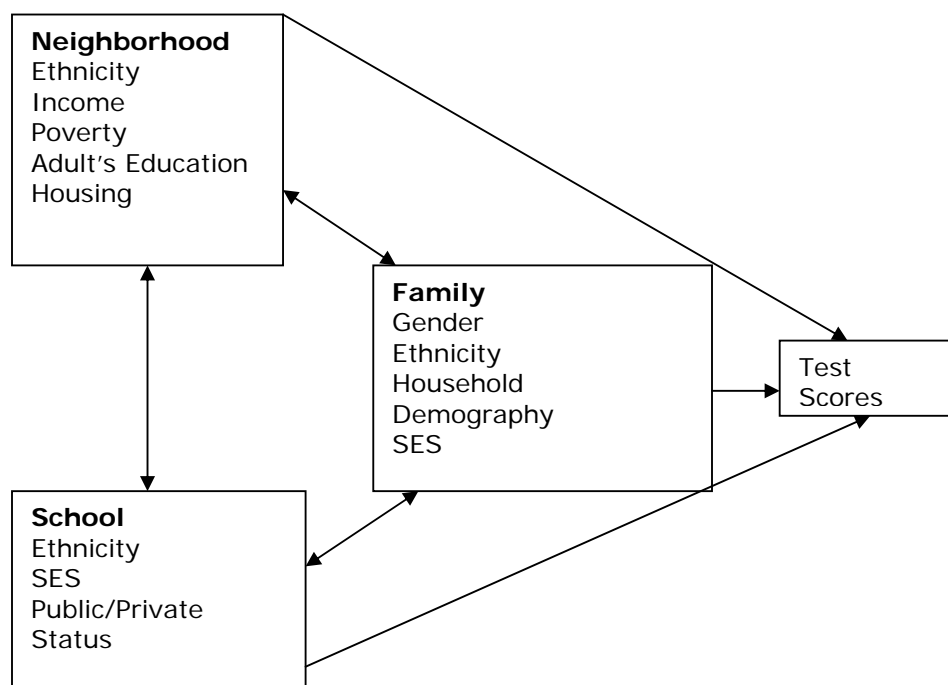 Neighborhood
Ethnicity
Income
Poverty
Adult's Education
Housing
Family
Gender
Ethnicity
Household
Demography
SES
Test
Scores
School
Ethnicity
SES
Public/Private
Status